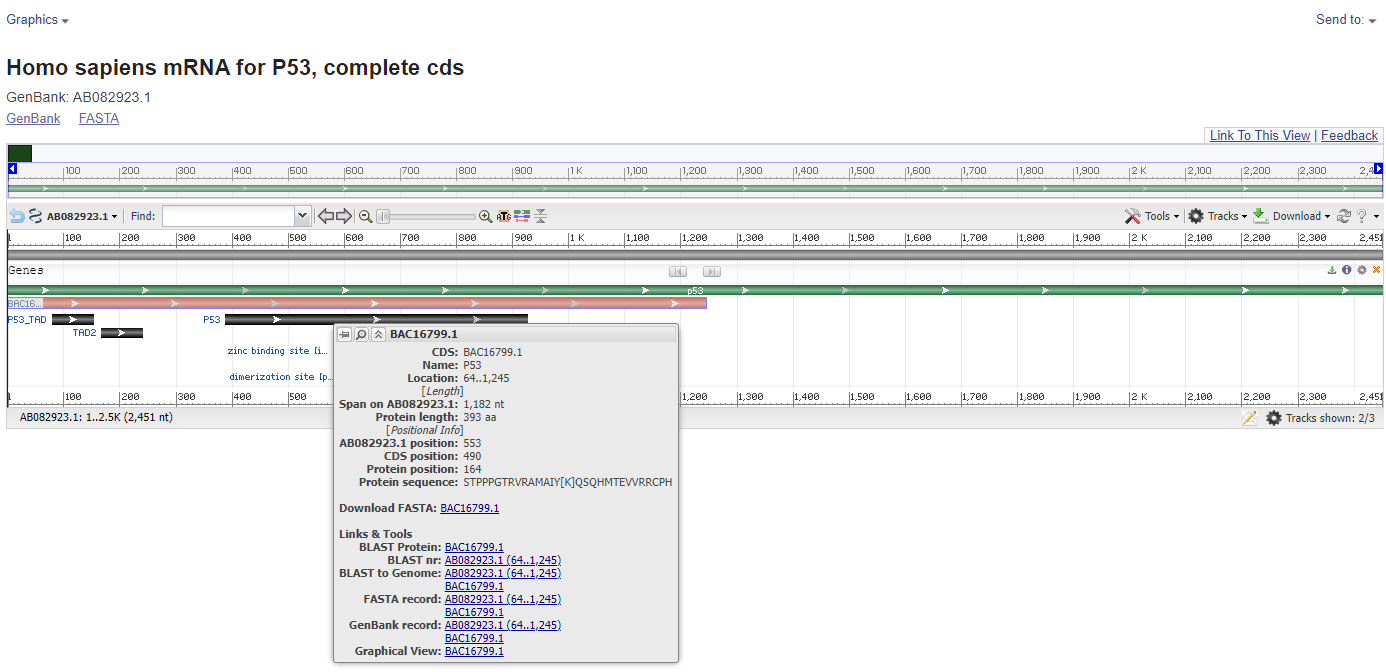 Graphics
Send to:
Homo sapiens mRNA for P53, complete cds
GenBank: AB082923.1
GenBank FASTA
Link To This View | Feedback
100 200 300 400 500 600 700 800 900 1 K 1,100 1,200 1,300 1,400 1,500 1,600 1,700 1,800 1,900 2 K 2,100 2,200 2,300 2,4
AB082923.1 Find: Tools Tracks Download ?
1 100 200 300 400 500 600 700 800 900 1 K 1,100 1,200 1,300 1,400 1,500 1,600 1,700 1,800 1,900 2 K 2,100 2,200 2,300 2,451
Genes
p53
BAC16...
P53_TAD P53
TAD2
zinc binding site [i...
dimerization site [p...
1 100 200 300 400 500 1,200 1,300 1,400 1,500 1,600 1,700 1,800 1,900 2 K 2,100 2,200 2,300 2,451
AB082923.1: 1..2.5K (2,451 nt) Tracks shown: 2/3
BAC16799.1
CDS: BAC16799.1
Name: P53
Location: 64..1,245
[Length]
Span on AB082923.1: 1,182 nt
Protein length: 393 aa
[Positional Info]
AB082923.1 position: 553
CDS position: 490
Protein position: 164
Protein sequence: STPPPGTRVRAMAIY[K]QSQHMTEVVRRCPH
Download FASTA: BAC16799.1
Links & Tools
BLAST Protein: BAC16799.1
BLAST nr: AB082923.1 (64..1,245)
BLAST to Genome: AB082923.1 (64..1,245)
BAC16799.1
FASTA record: AB082923.1 (64..1,245)
BAC16799.1
GenBank record: AB082923.1 (64..1,245)
BAC16799.1
Graphical View: BAC16799.1